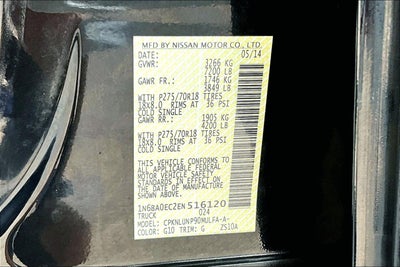 MFD BY NISSAN MOTOR CO., LTD.
DATE: 05/14
GVWR: 3266 KG
7200 LB
GAWR FR.: 1746 KG
3849 LB
WITH P275/70R18 TIRES
18X8.0 RIMS AT 36 PSI
COLD SINGLE
GAWR RR.: 1905 KG
4200 LB
WITH P275/70R18 TIRES
18X8.0 RIMS AT 36 PSI
COLD SINGLE
THIS VEHICLE CONFORMS TO
ALL APPLICABLE FEDERAL
MOTOR VEHICLE SAFETY
STANDARDS IN EFFECT ON THE
DATE OF MANUFACTURE
SHOWN ABOVE.
1N6BA0EC2EN516120
TRUCK 024
MODEL: CPKNLUNP90MULFA-A-
COLOR: G10 TRIM: G ZS10A